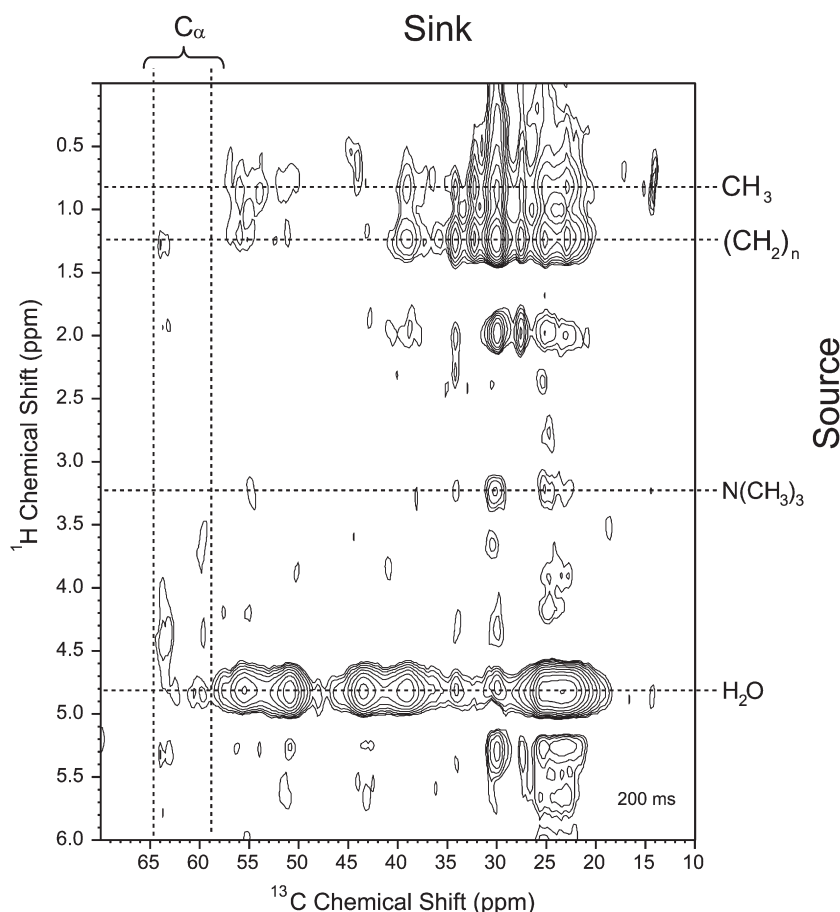 Cα
Sink
0.5
1.0
1.5
2.0
2.5
3.0
3.5
4.0
4.5
5.0
5.5
6.0
¹H Chemical Shift (ppm)
CH₃
(CH₂)ₙ
N(CH₃)₃
H₂O
Source
200 ms
65 60 55 50 45 40 35 30 25 20 15 10
¹³C Chemical Shift (ppm)